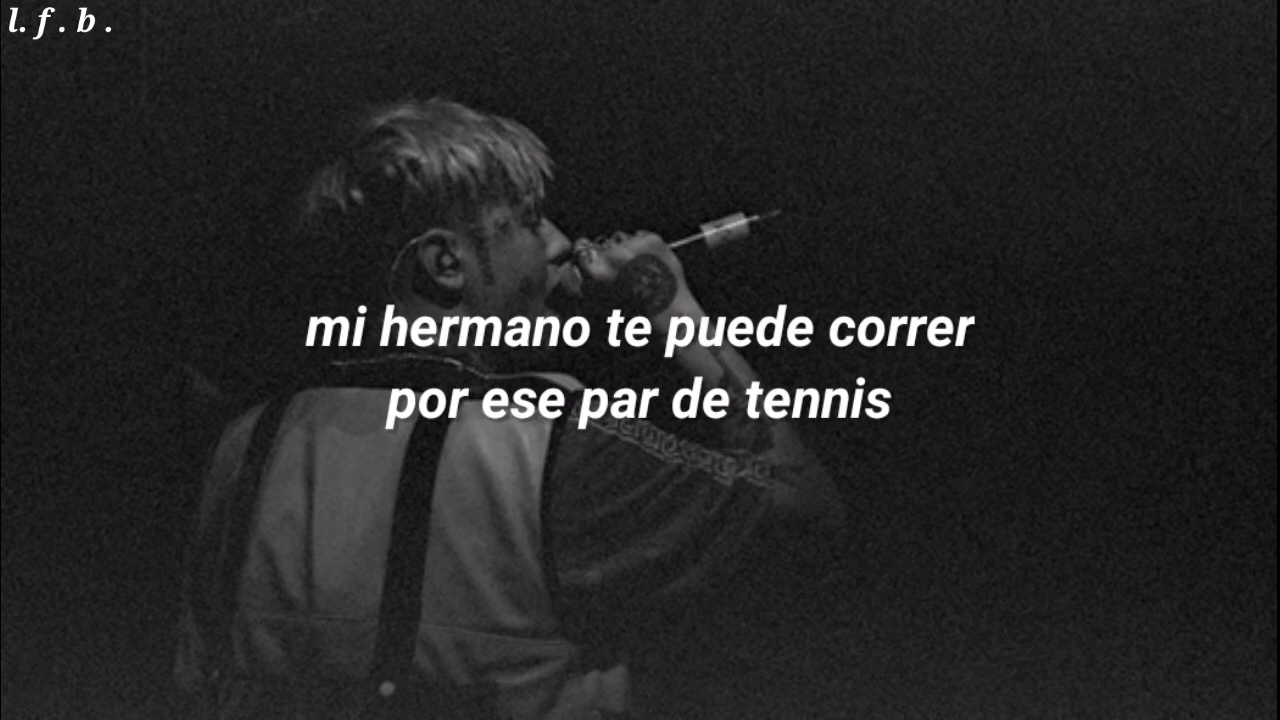 l. f . b .
mi hermano te puede correr
por ese par de tennis